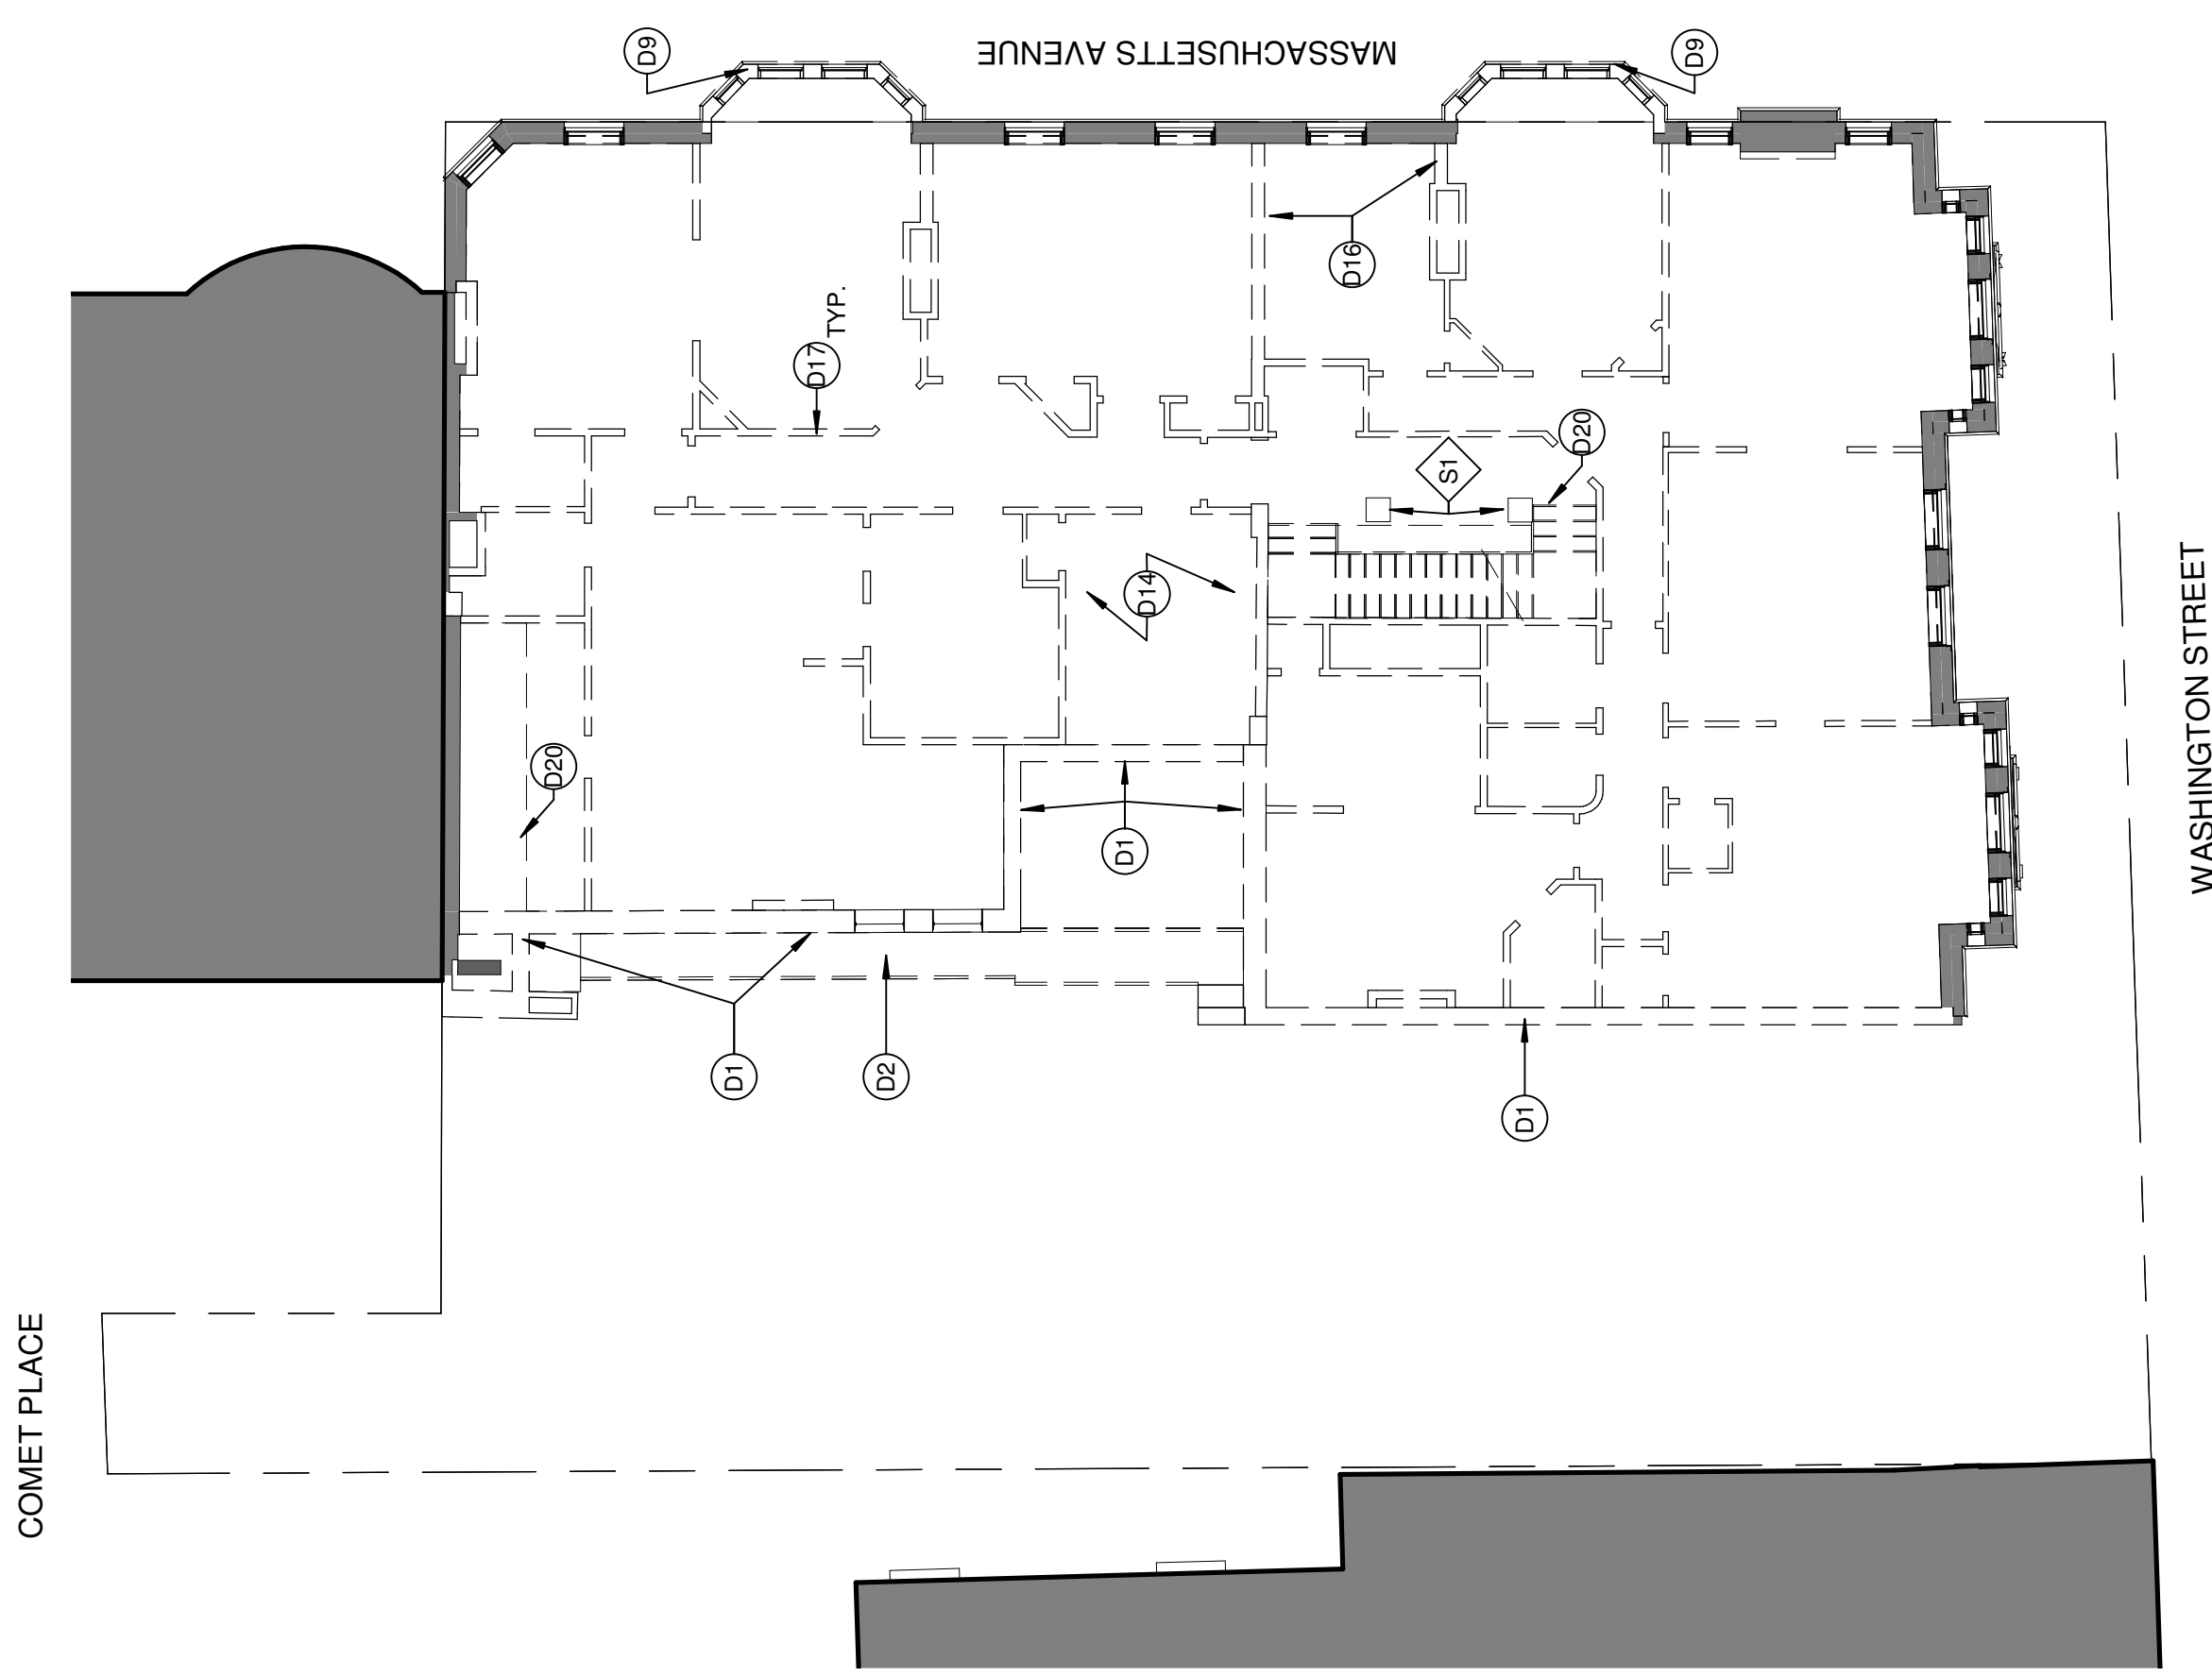 D9
MASSACHUSETTS AVENUE
D9
D16
D17 TYP.
D20
S1
D14
D20
D1
D1
D2
D1
WASHINGTON STREET
COMET PLACE